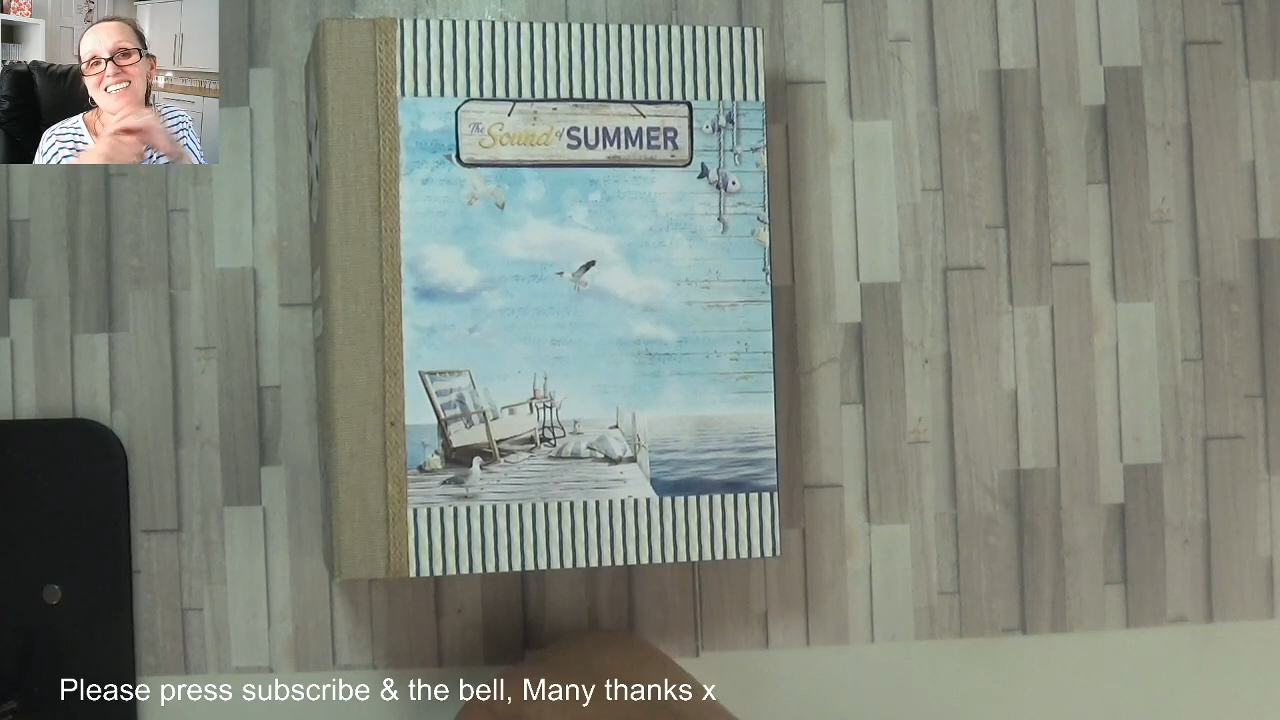 The Sound of SUMMER
Please press subscribe & the bell, Many thanks x